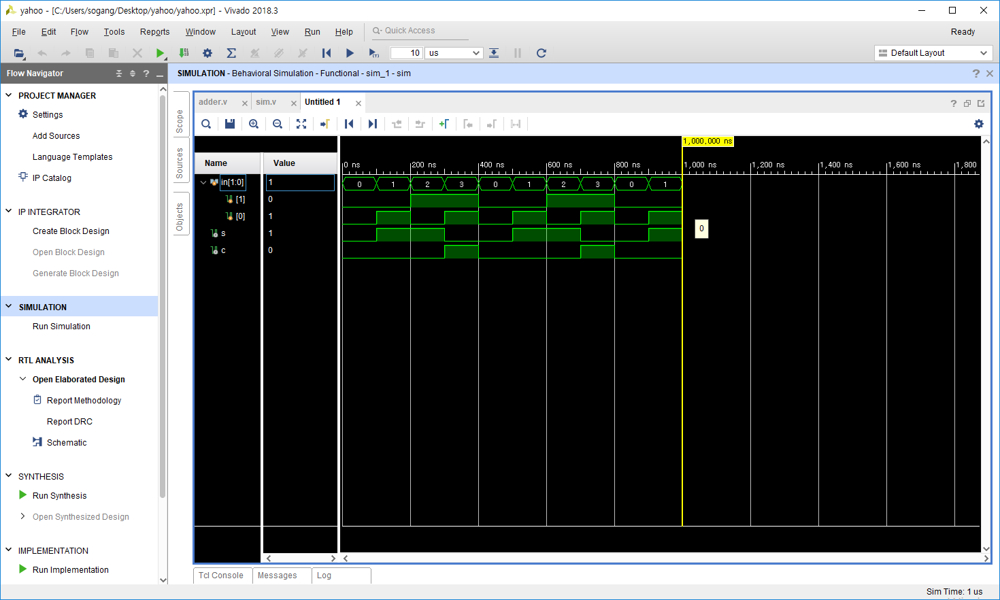 yahoo - [C:/Users/sogang/Desktop/yahoo/yahoo.xpr] - Vivado 2018.3
File Edit Flow Tools Reports Window Layout View Run Help Quick Access Ready
10 us Default Layout
Flow Navigator
SIMULATION - Behavioral Simulation - Functional - sim_1 - sim
PROJECT MANAGER
Settings
Add Sources
Language Templates
IP Catalog
IP INTEGRATOR
Create Block Design
Open Block Design
Generate Block Design
SIMULATION
Run Simulation
RTL ANALYSIS
Open Elaborated Design
Report Methodology
Report DRC
Schematic
SYNTHESIS
Run Synthesis
Open Synthesized Design
IMPLEMENTATION
Run Implementation
Scope
Sources
Objects
adder.v sim.v Untitled 1
1,000,000 ns
Name Value
0 ns 200 ns 400 ns 600 ns 800 ns 1,000 ns 1,200 ns 1,400 ns 1,600 ns 1,800
in[1:0] 1 0 1 2 3 0 1 2 3 0 1
[1] 0
[0] 1
0
s 1
c 0
Tcl Console Messages Log
Sim Time: 1 us